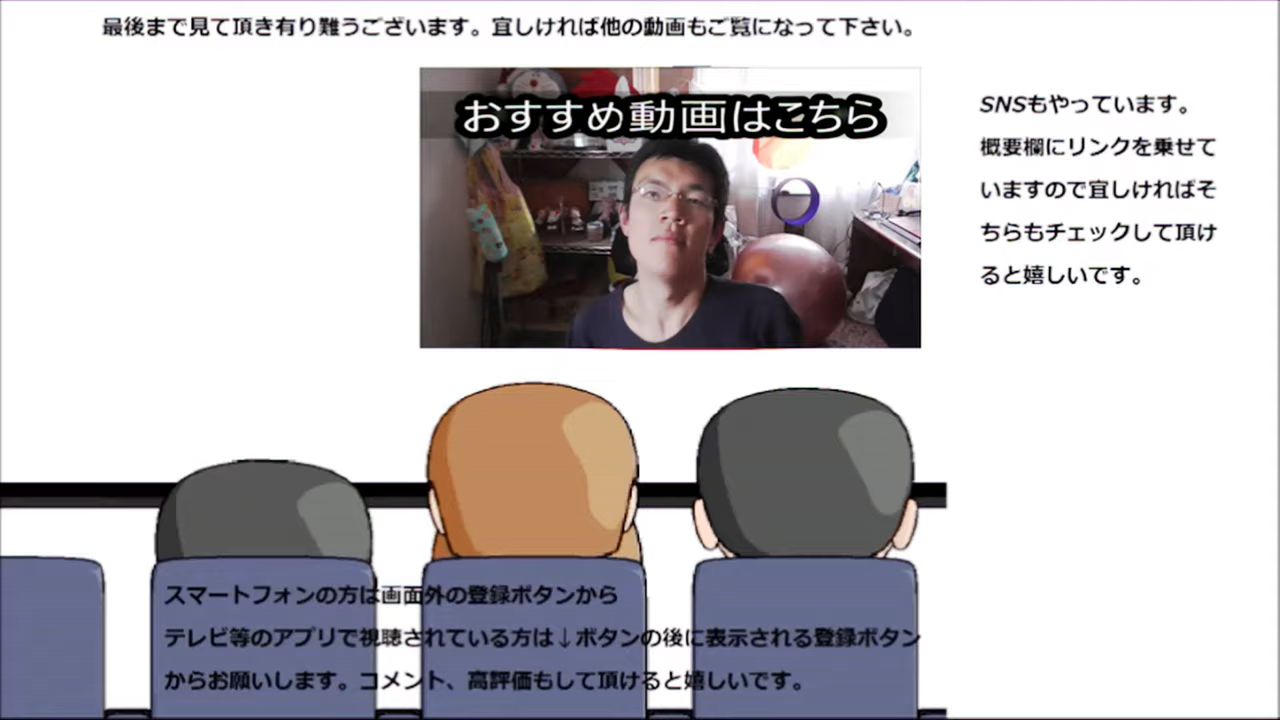 最後まで見て頂き有り難うございます。宜しければ他の動画もご覧になって下さい。
おすすめ動画はこちら
SNSもやっています。
概要欄にリンクを乗せて
いますので宜しければそ
ちらもチェックして頂け
ると嬉しいです。
スマートフォンの方は画面外の登録ボタンから
テレビ等のアプリで視聴されている方は↓ボタンの後に表示される登録ボタン
からお願いします。コメント、高評価もして頂けると嬉しいです。